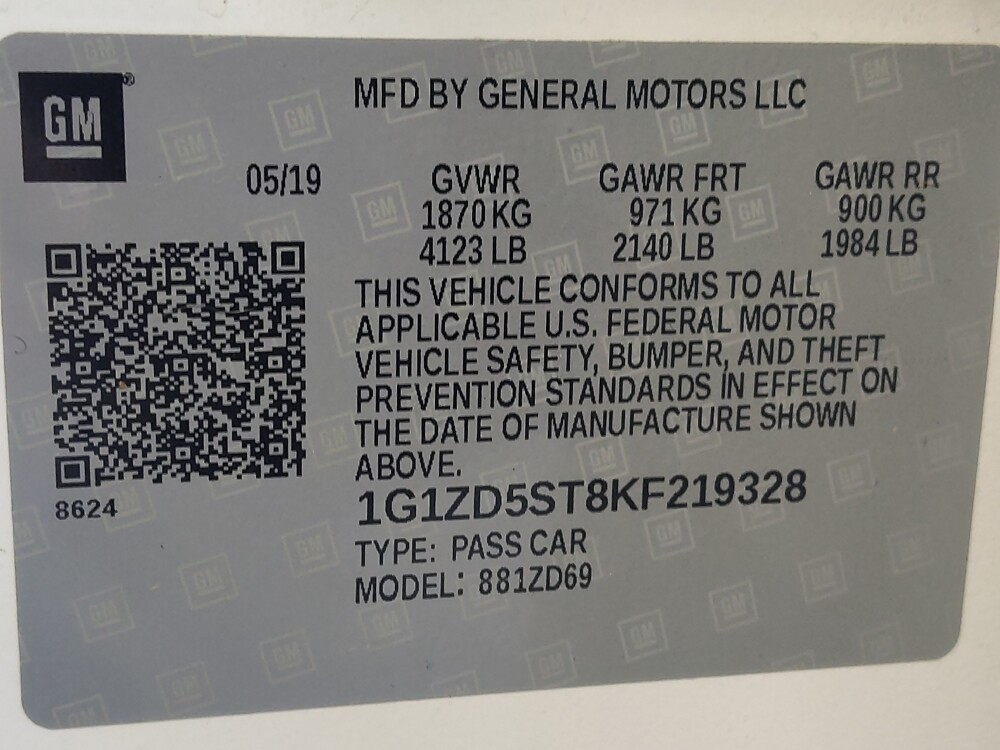 GM
MFD BY GENERAL MOTORS LLC
05/19 GVWR GAWR FRT GAWR RR
1870 KG 971 KG 900 KG
4123 LB 2140 LB 1984 LB
THIS VEHICLE CONFORMS TO ALL
APPLICABLE U.S. FEDERAL MOTOR
VEHICLE SAFETY, BUMPER, AND THEFT
PREVENTION STANDARDS IN EFFECT ON
THE DATE OF MANUFACTURE SHOWN
ABOVE.
8624
1G1ZD5ST8KF219328
TYPE: PASS CAR
MODEL: 881ZD69